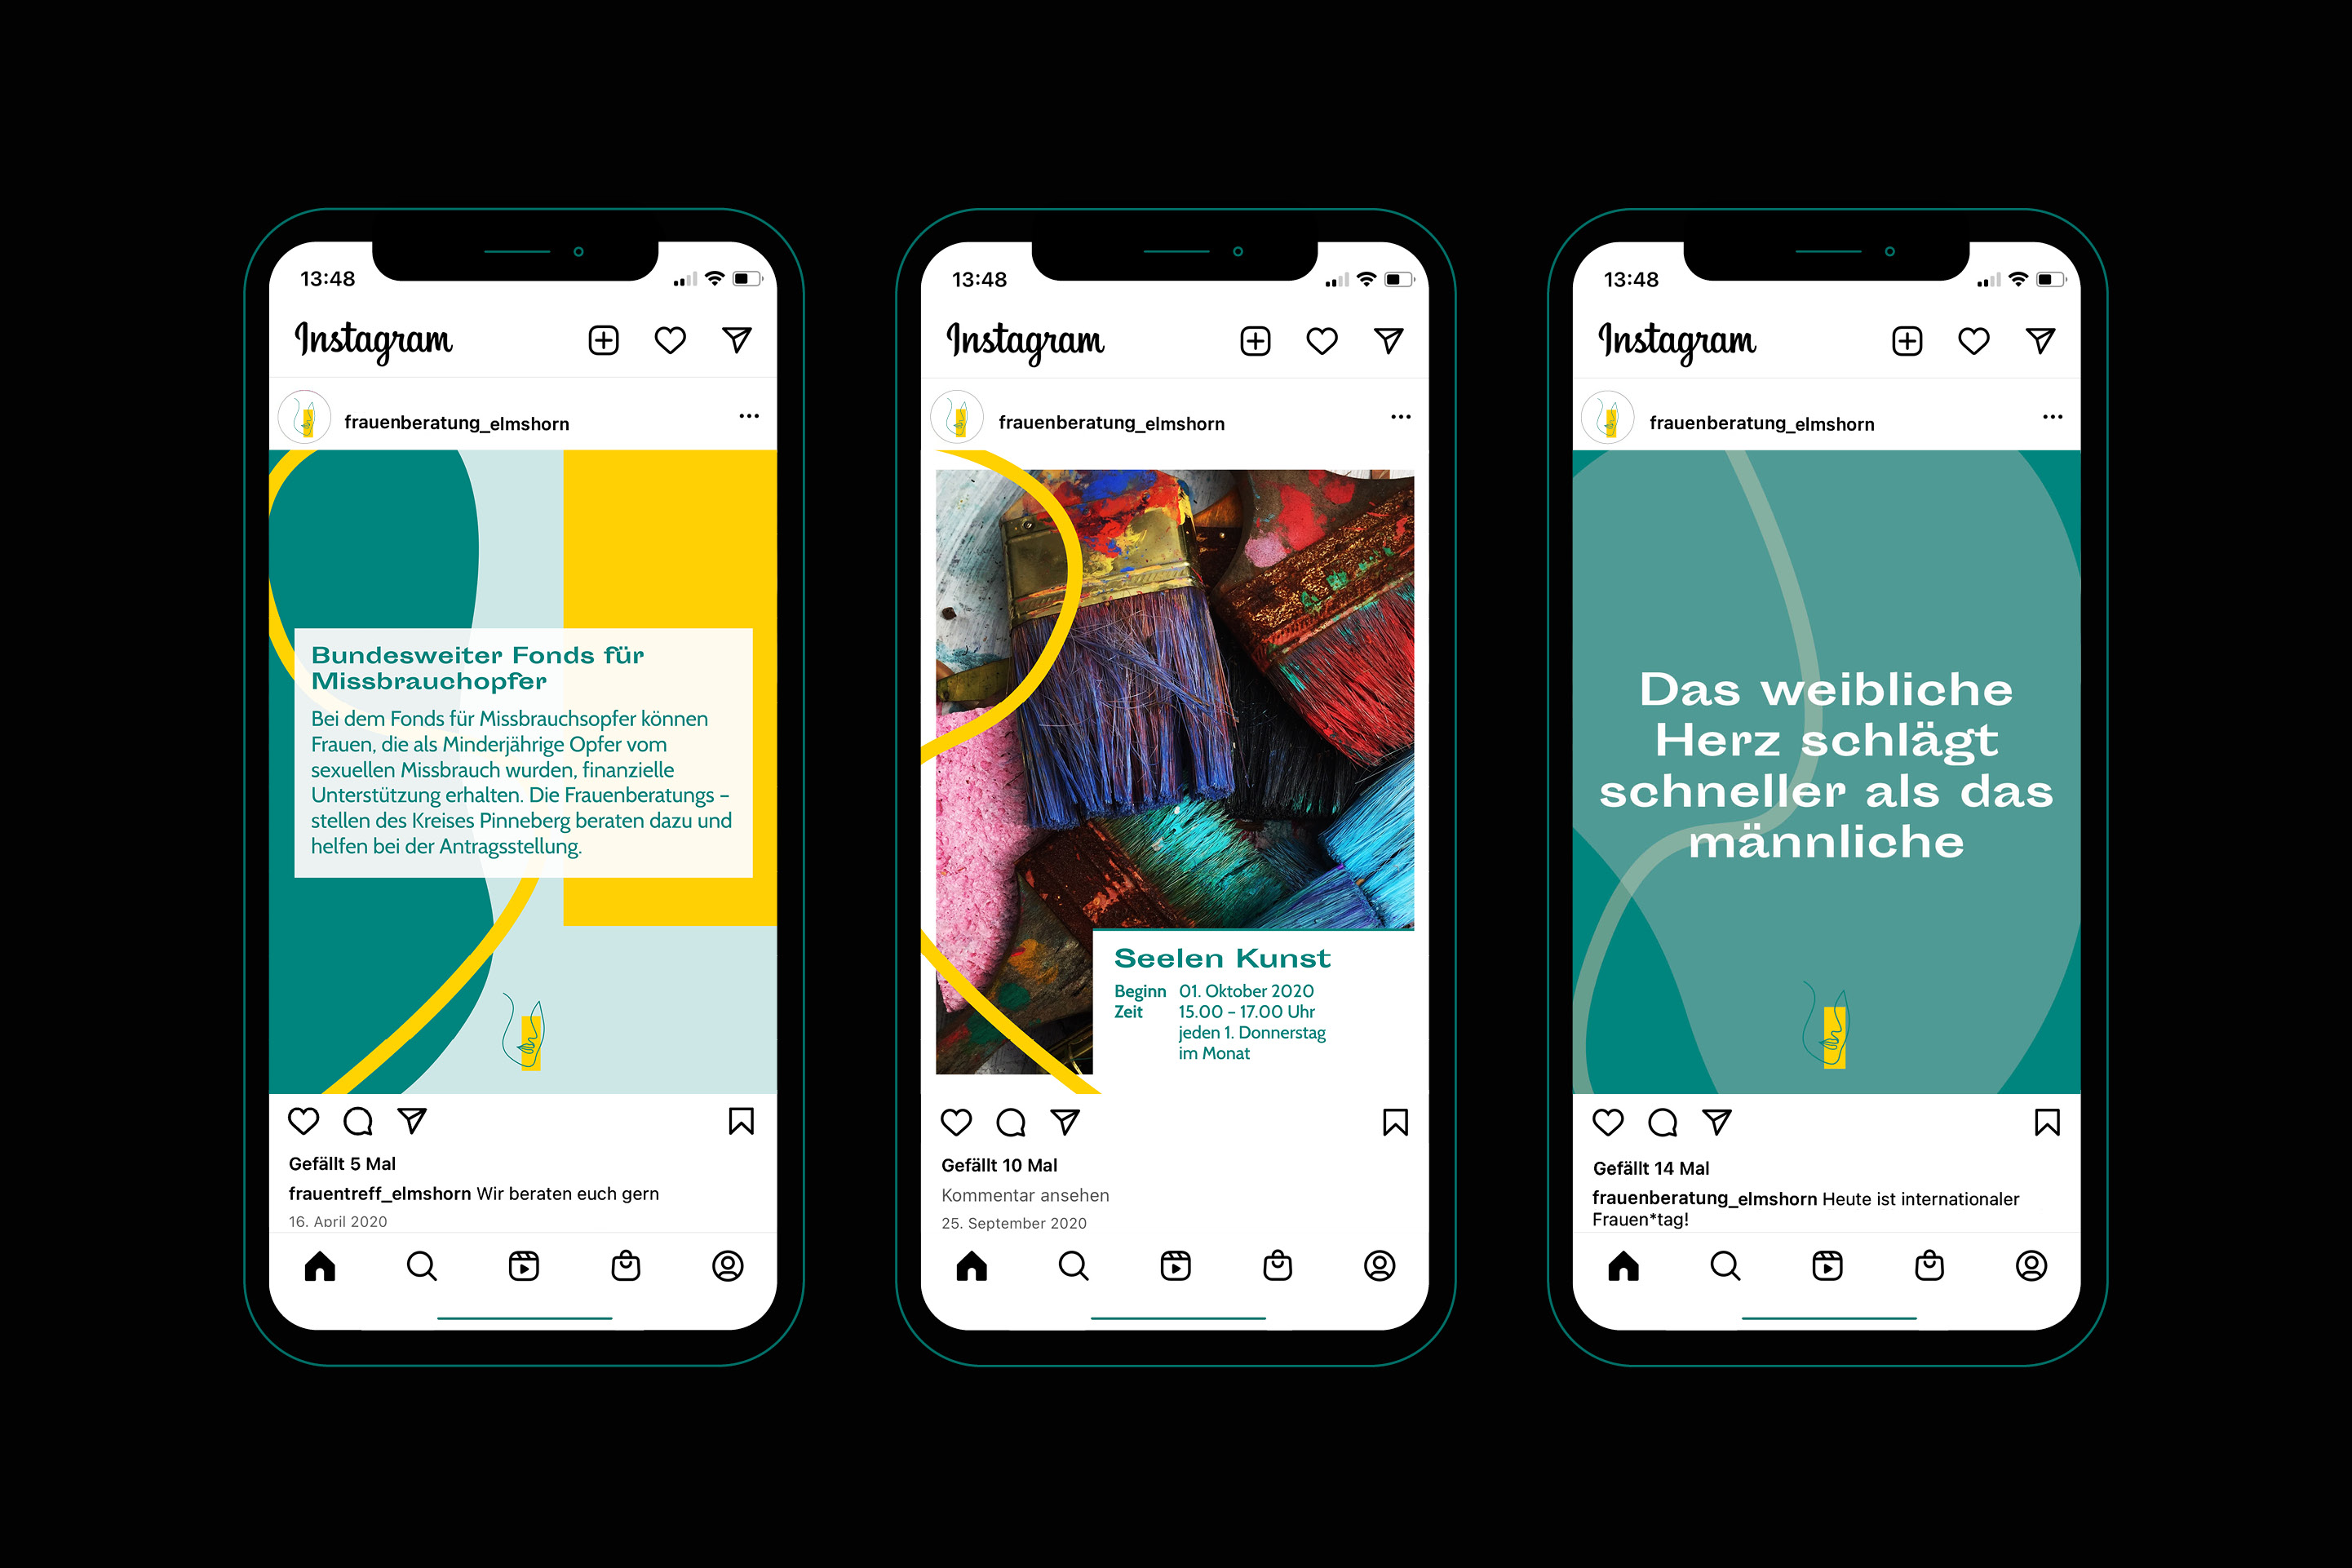 13:48
Instagram
frauenberatung_elmshorn
Bundesweiter Fonds für
Missbrauchopfer
Bei dem Fonds für Missbrauchsopfer können
Frauen, die als Minderjährige Opfer vom
sexuellen Missbrauch wurden, finanzielle
Unterstützung erhalten. Die Frauenberatungs –
stellen des Kreises Pinneberg beraten dazu und
helfen bei der Antragsstellung.
Gefällt 5 Mal
frauentreff_elmshorn Wir beraten euch gern
16. April 2020
13:48
Instagram
frauenberatung_elmshorn
Seelen Kunst
Beginn 01. Oktober 2020
Zeit 15.00 – 17.00 Uhr
jeden 1. Donnerstag
im Monat
Gefällt 10 Mal
Kommentar ansehen
25. September 2020
13:48
Instagram
frauenberatung_elmshorn
Das weibliche
Herz schlägt
schneller als das
männliche
Gefällt 14 Mal
frauenberatung_elmshorn Heute ist internationaler
Frauen*tag!